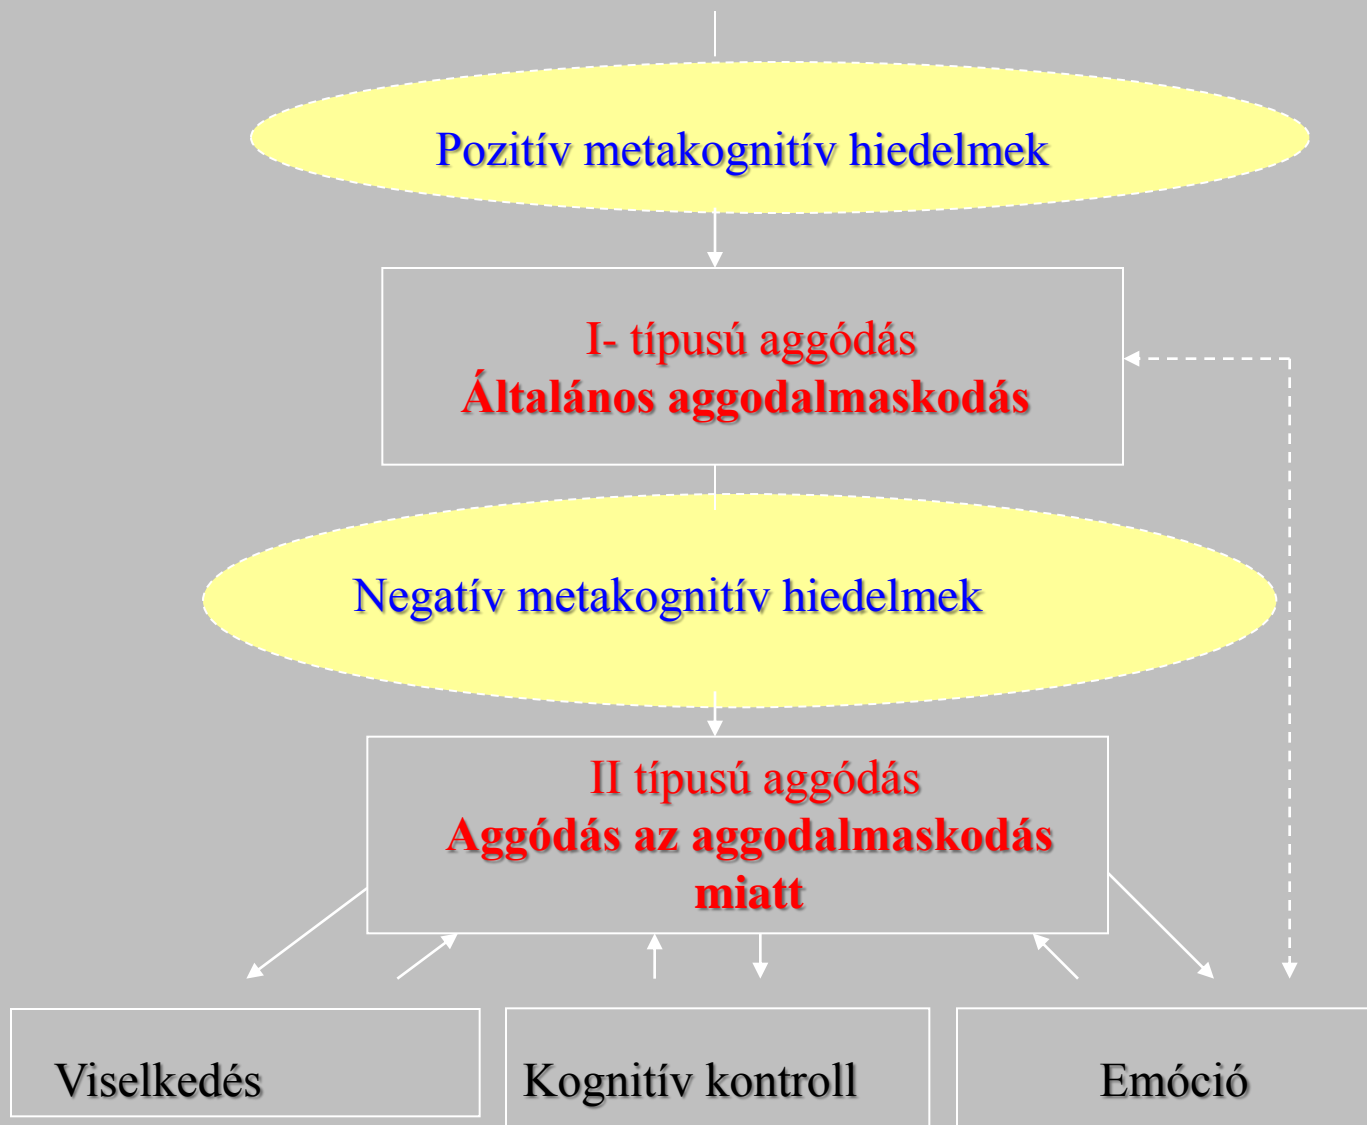 Pozitív metakognitív hiedelmek
I- típusú aggódás
Általános aggodalmaskodás
Negatív metakognitív hiedelmek
II típusú aggódás
Aggódás az aggodalmaskodás
miatt
Viselkedés
Kognitív kontroll
Emóció